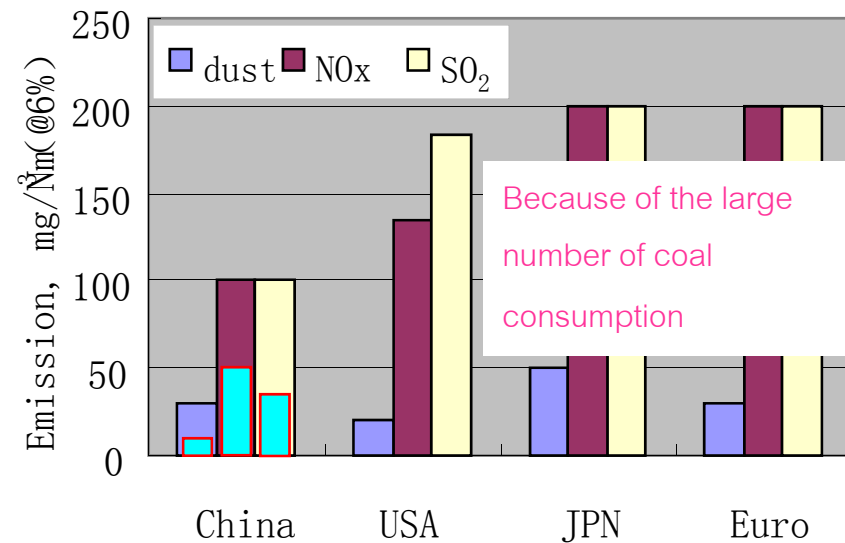 250
dust NOx SO₂
200
150
100
50
0
Emission, mg/Nm³(@6%)
Because of the large
number of coal
consumption
China USA JPN Euro